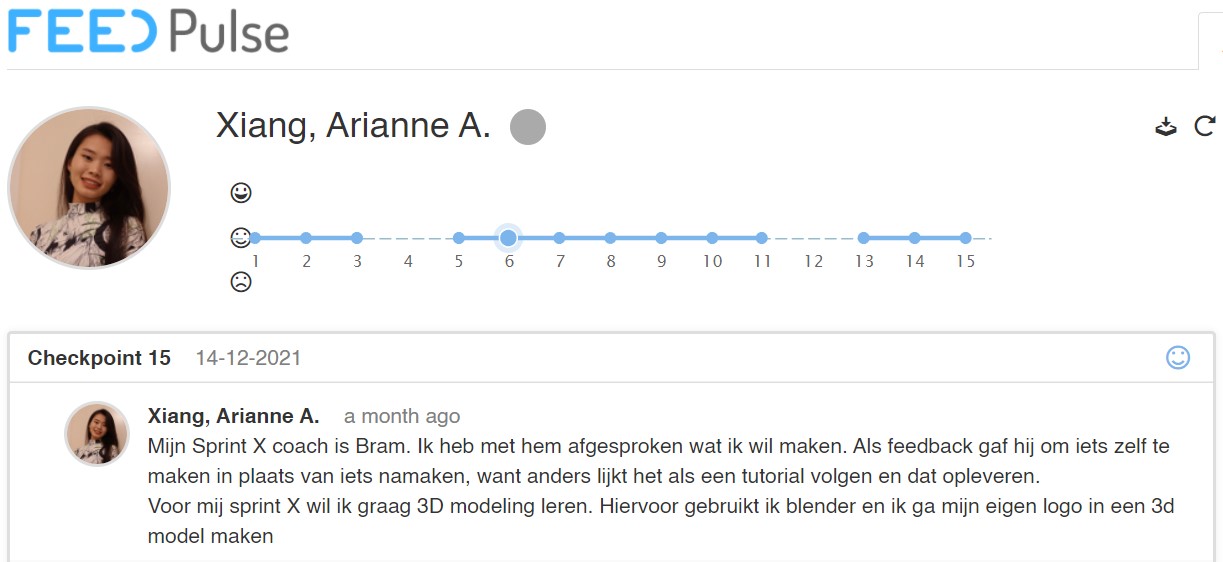 FEED Pulse
Xiang, Arianne A.
1 2 3 4 5 6 7 8 9 10 11 12 13 14 15
Checkpoint 15 14-12-2021
Xiang, Arianne A. a month ago
Mijn Sprint X coach is Bram. Ik heb met hem afgesproken wat ik wil maken. Als feedback gaf hij om iets zelf te
maken in plaats van iets namaken, want anders lijkt het als een tutorial volgen en dat opleveren.
Voor mij sprint X wil ik graag 3D modeling leren. Hiervoor gebruikt ik blender en ik ga mijn eigen logo in een 3d
model maken